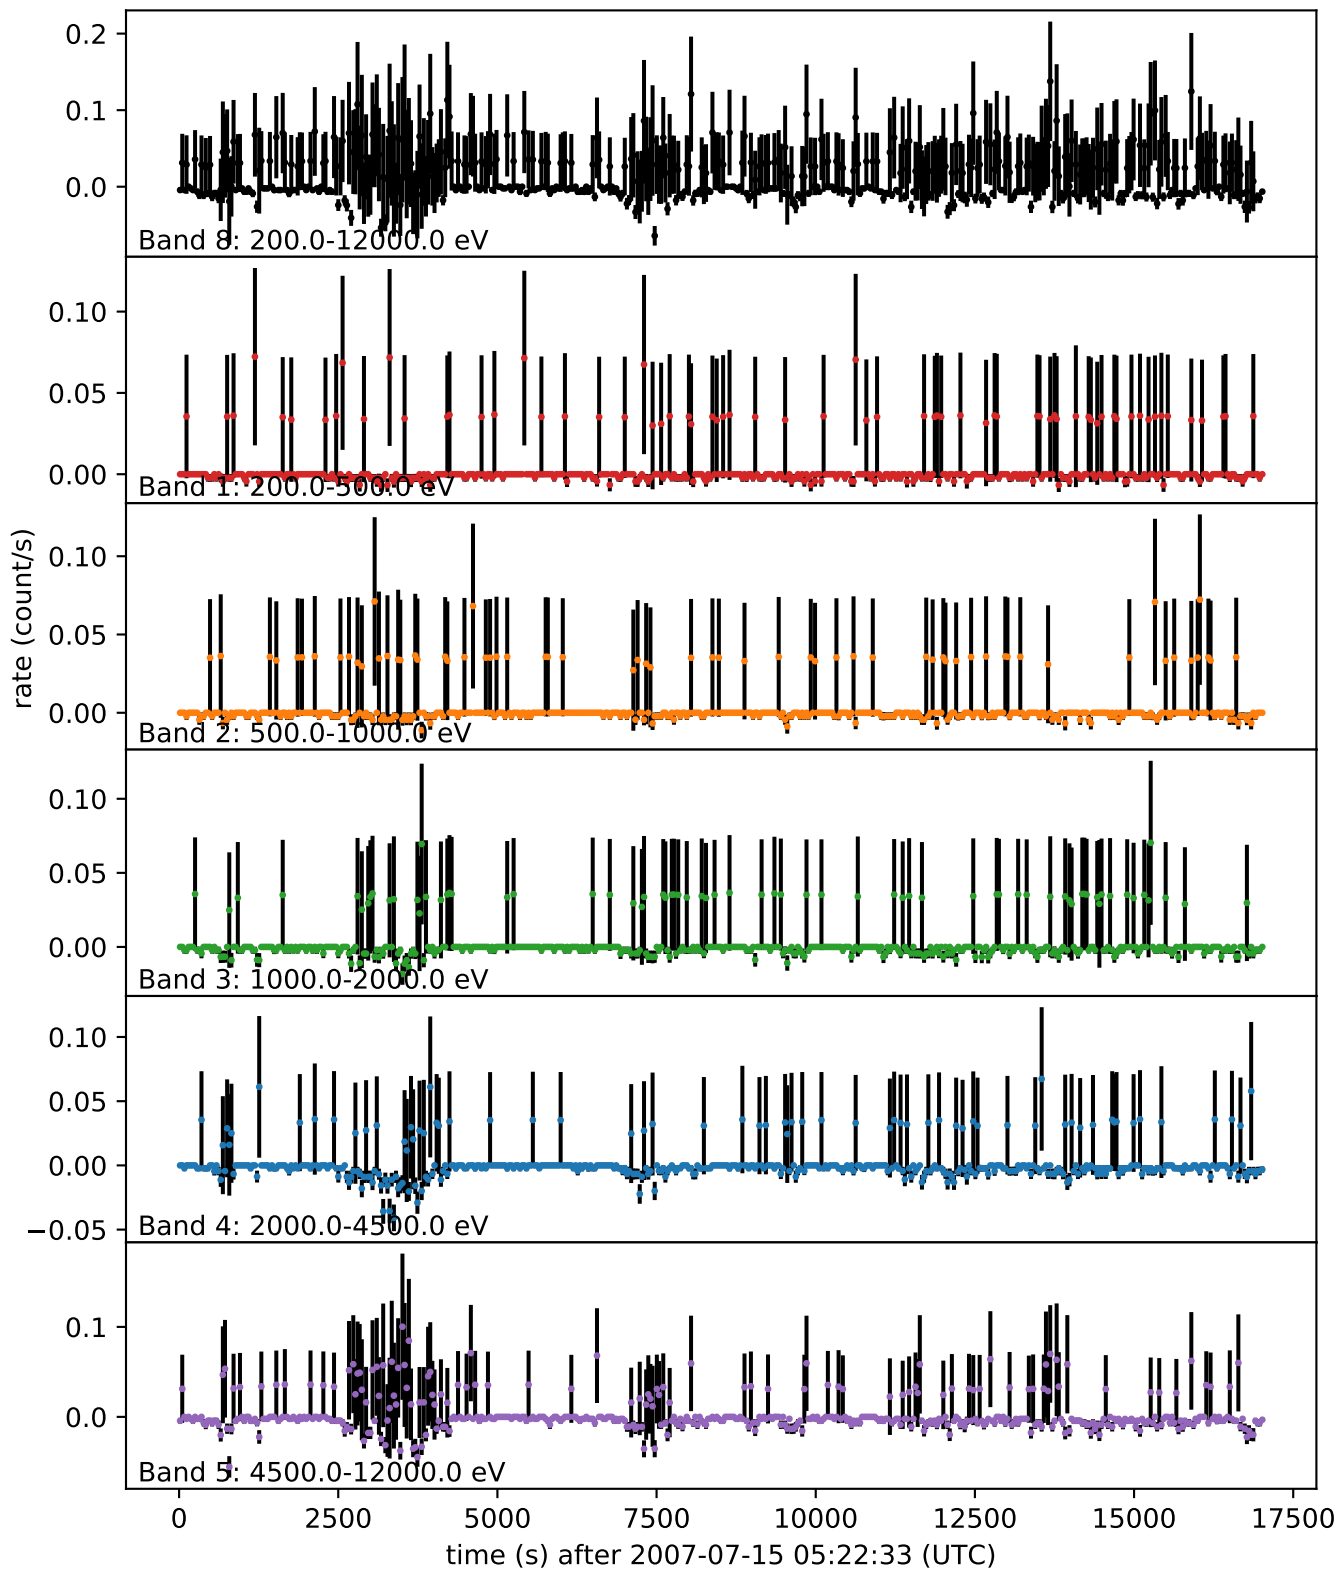 0.2
0.1
0.0
Band 8: 200.0-12000.0 eV
0.10
0.05
0.00
Band 1: 200.0-500.0 eV
rate (count/s)
0.10
0.05
0.00
Band 2: 500.0-1000.0 eV
0.10
0.05
0.00
Band 3: 1000.0-2000.0 eV
0.10
0.05
0.00
−0.05
Band 4: 2000.0-4500.0 eV
0.1
0.0
Band 5: 4500.0-12000.0 eV
0 2500 5000 7500 10000 12500 15000 17500
time (s) after 2007-07-15 05:22:33 (UTC)